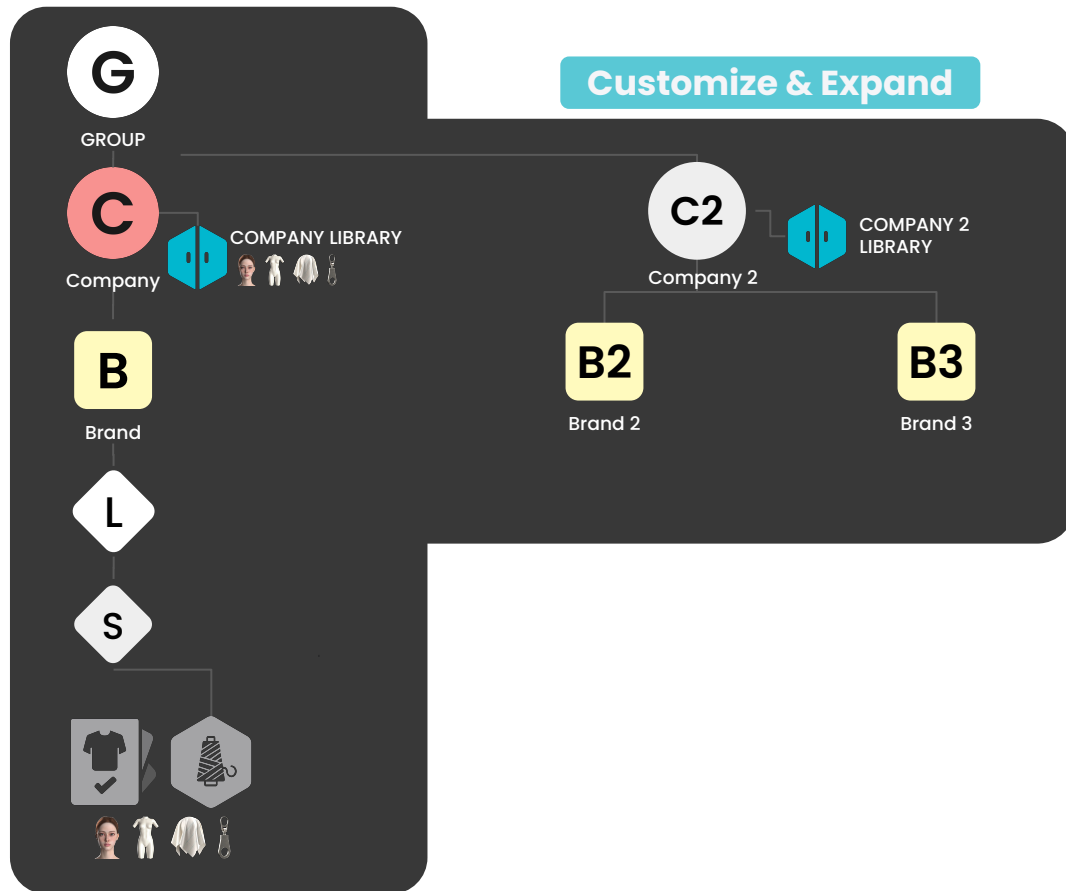 G
GROUP
Customize & Expand
C
Company
COMPANY LIBRARY
C2
Company 2
COMPANY 2
LIBRARY
B
Brand
B2
Brand 2
B3
Brand 3
L
S